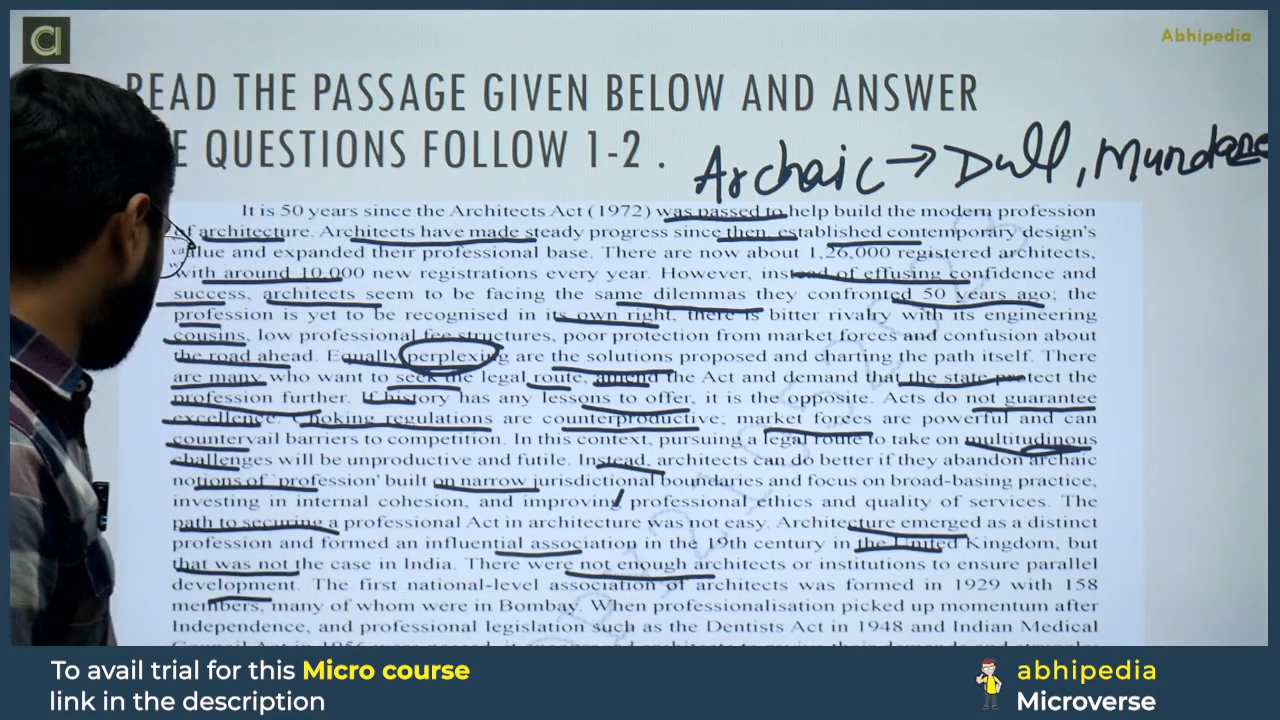 Abhipedia
READ THE PASSAGE GIVEN BELOW AND ANSWER
E QUESTIONS FOLLOW 1-2 .
Archaic → Dull, Mundane
It is 50 years since the Architects Act (1972) was passed to help build the modern profession
of architecture. Architects have made steady progress since then, established contemporary design's
value and expanded their professional base. There are now about 1,26,000 registered architects,
with around 10,000 new registrations every year. However, instead of effusing confidence and
success, architects seem to be facing the same dilemmas they confronted 50 years ago; the
profession is yet to be recognised in its own right, there is bitter rivalry with its engineering
cousins, low professional fee structures, poor protection from market forces and confusion about
the road ahead. Equally perplexing are the solutions proposed and charting the path itself. There
are many who want to seek the legal route, amend the Act and demand that the state protect the
profession further. If history has any lessons to offer, it is the opposite. Acts do not guarantee
excellence. Choking regulations are counterproductive; market forces are powerful and can
countervail barriers to competition. In this context, pursuing a legal route to take on multitudinous
challenges will be unproductive and futile. Instead, architects can do better if they abandon archaic
notions of 'profession' built on narrow jurisdictional boundaries and focus on broad-basing practice,
investing in internal cohesion, and improving professional ethics and quality of services. The
path to securing a professional Act in architecture was not easy. Architecture emerged as a distinct
profession and formed an influential association in the 19th century in the United Kingdom, but
that was not the case in India. There were not enough architects or institutions to ensure parallel
development. The first national-level association of architects was formed in 1929 with 158
members, many of whom were in Bombay. When professionalisation picked up momentum after
Independence, and professional legislation such as the Dentists Act in 1948 and Indian Medical
To avail trial for this Micro course
link in the description
abhipedia
Microverse